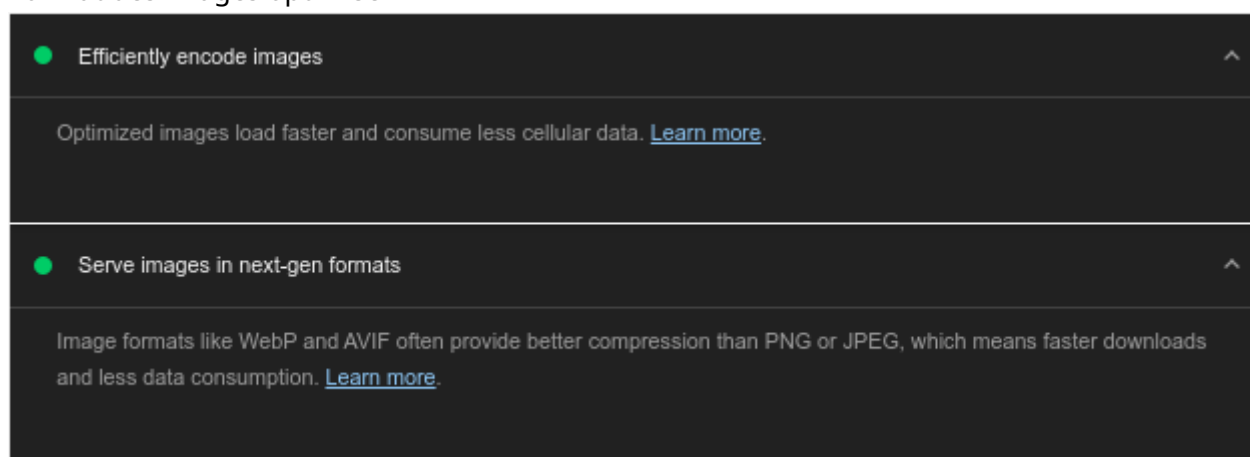 Efficiently encode images
Optimized images load faster and consume less cellular data. Learn more.
Serve images in next-gen formats
Image formats like WebP and AVIF often provide better compression than PNG or JPEG, which means faster downloads
and less data consumption. Learn more.